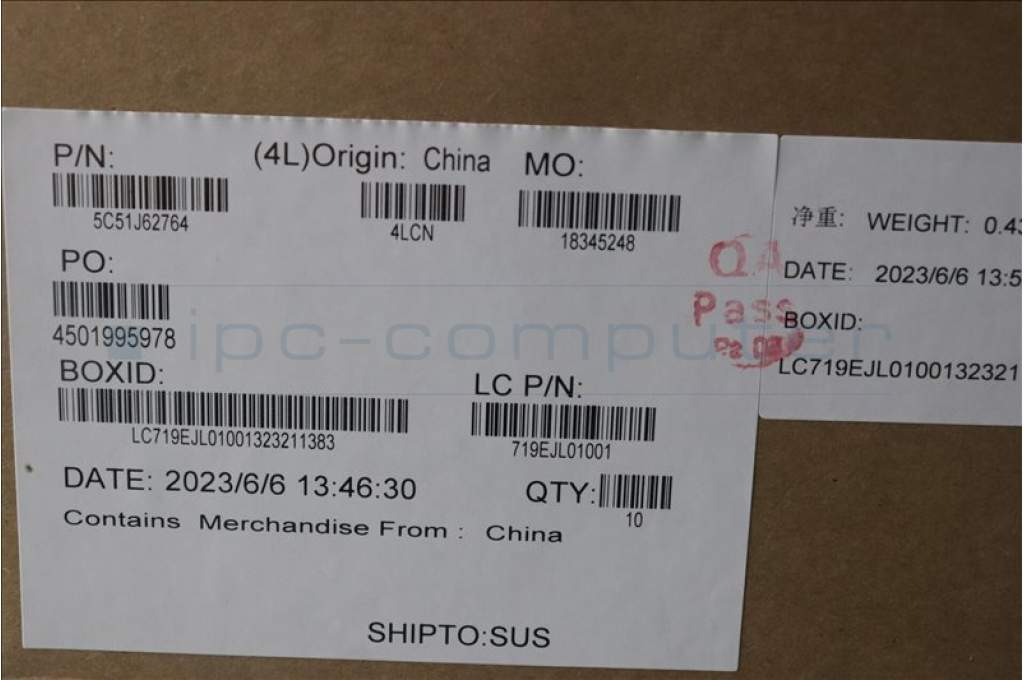 P/N: (4L)Origin: China MO:
5C51J62764 4LCN 18345248
PO:
4501995978
BOXID: LC P/N:
LC719EJL01001323211383 719EJL01001
DATE: 2023/6/6 13:46:30 QTY:
10
Contains Merchandise From : China
SHIPTO:SUS
QA
Pass
净重: WEIGHT: 0.43
DATE: 2023/6/6 13:5
BOXID:
LC719EJL0100132321
ipc-computer